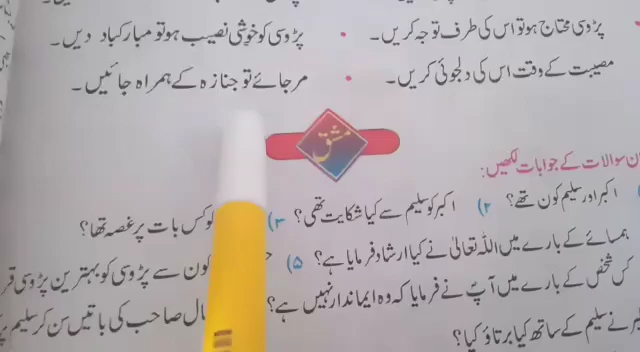 پڑوسی محتاج ہو تو اس کی طرف توجہ کریں۔ • پڑوسی کو خوشی نصیب ہو تو مبارکباد دیں۔
مصیبت کے وقت اس کی دلجوئی کریں۔ • مر جائے تو جنازہ کے ہمراہ جائیں۔
مشق
سوالات کے جوابات لکھیں:
اکبر اور سلیم کون تھے؟ (۲ اکبر کو سلیم سے کیا شکایت تھی؟ (۳ کو کس بات پر غصہ تھا؟
ہمسائے کے بارے میں اللہ تعالیٰ نے کیا ارشاد فرمایا ہے؟ (۵ کون سے پڑوسی کو بہترین پڑوسی
کس شخص کے بارے میں آپؐ نے فرمایا کہ وہ ایماندار نہیں ہے؟ صاحب کی باتیں سن کر سلیم
نے سلیم کے ساتھ کیا برتاؤ کیا؟